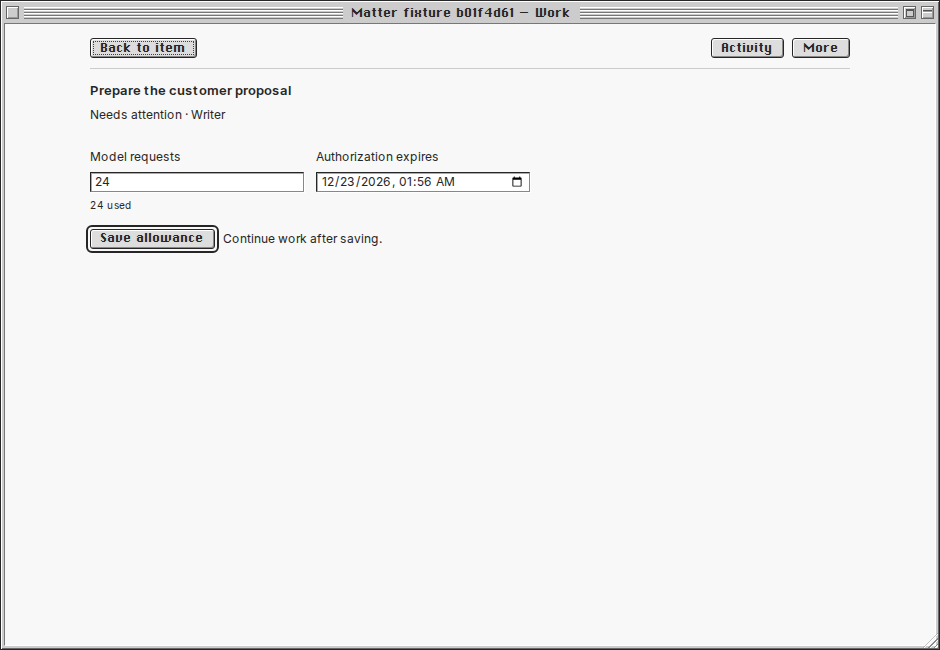 Matter fixture b01f4d61 — Work
Back to item
Activity
More
Prepare the customer proposal
Needs attention · Writer
Model requests
Authorization expires
24
12/23/2026, 01:56 AM
24 used
Save allowance
Continue work after saving.